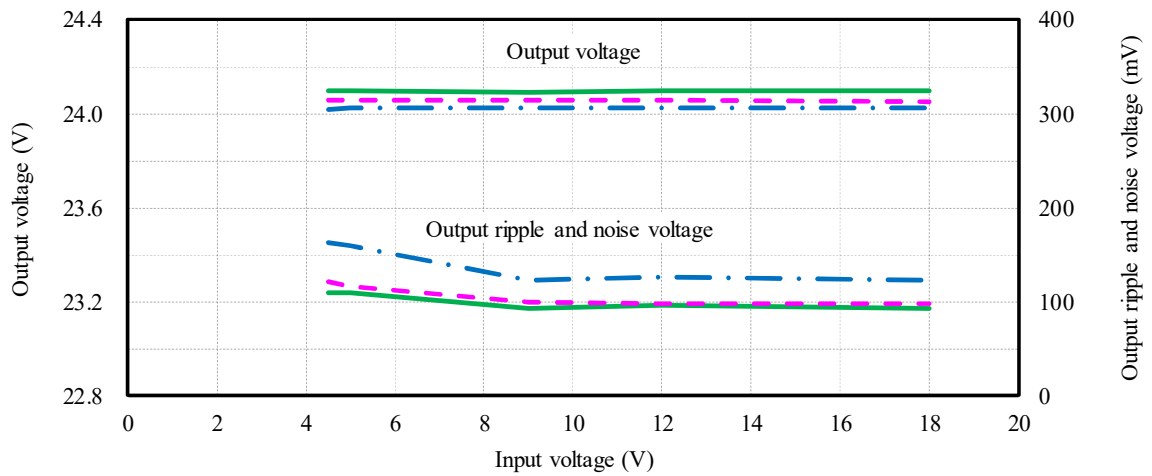 24.4
24.0
23.6
23.2
22.8
Output voltage (V)
Output voltage
Output ripple and noise voltage
400
300
200
100
0
Output ripple and noise voltage (mV)
0 2 4 6 8 10 12 14 16 18 20
Input voltage (V)